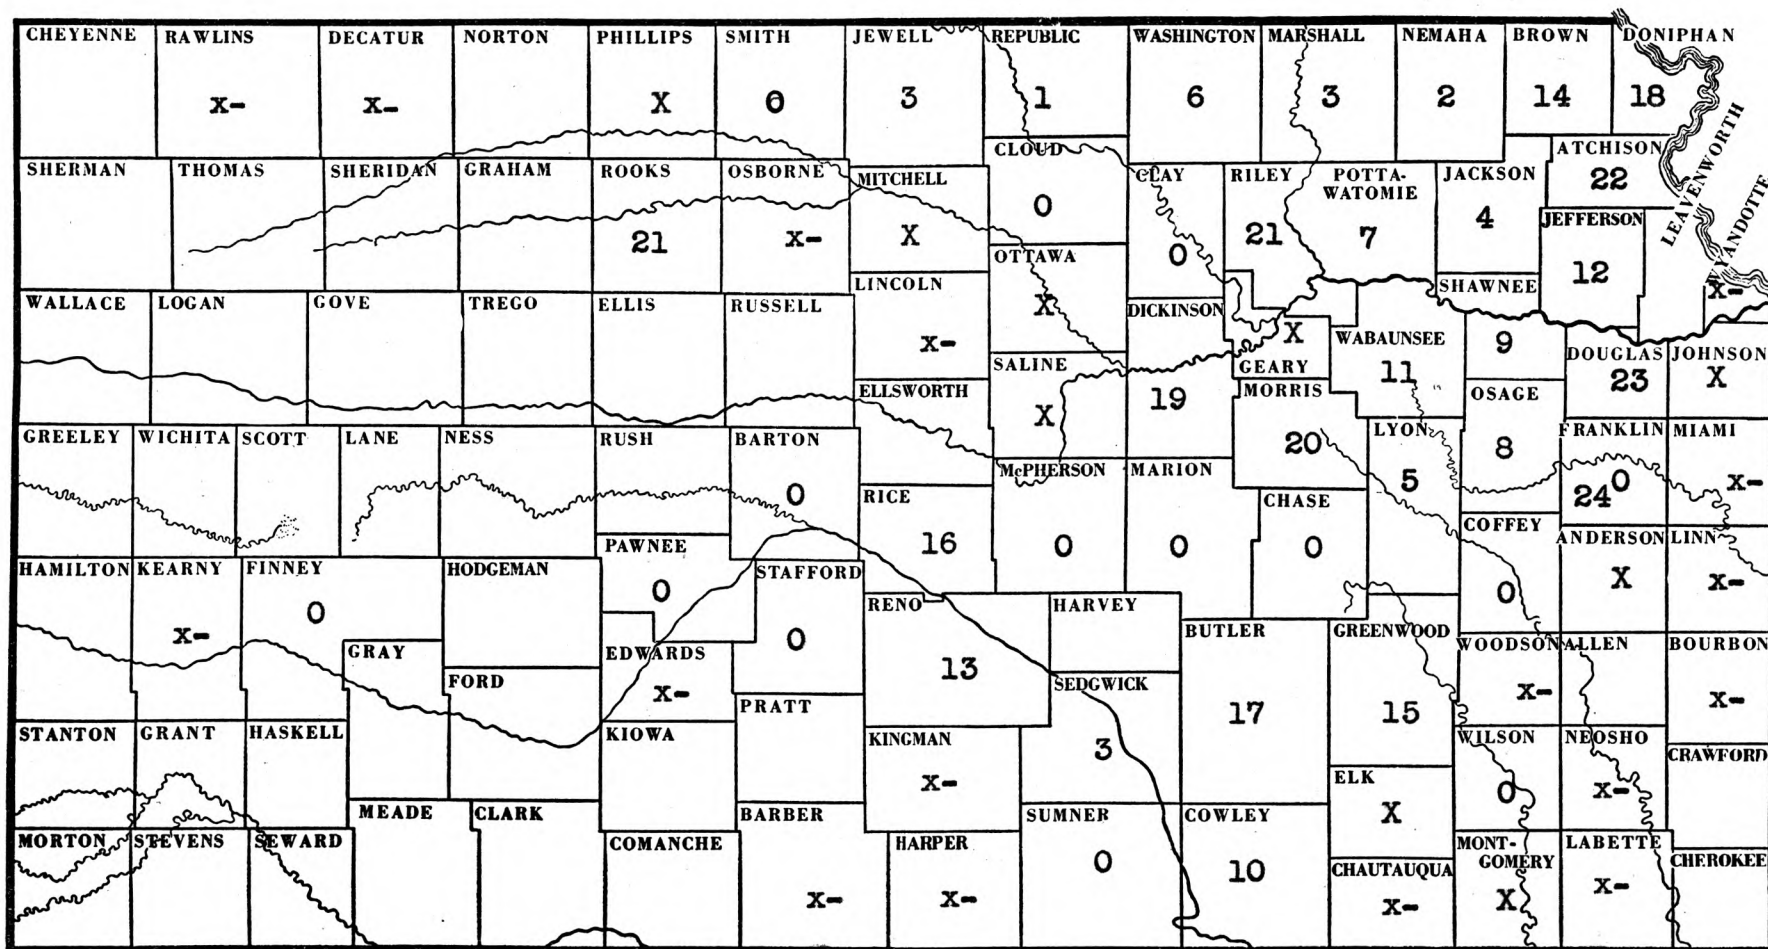 CHEYENNE RAWLINS DECATUR NORTON PHILLIPS SMITH JEWELL REPUBLIC WASHINGTON MARSHALL NEMAHA BROWN DONIPHAN
x- x- X 0 3 1 6 3 2 14 18
LEAVENWORTH
WYANDOTTE
x-
SHERMAN THOMAS SHERIDAN GRAHAM ROOKS OSBORNE MITCHELL CLOUD CLAY RILEY POTTA-
WATOMIE
JACKSON ATCHISON
21 x- X 0 0 21 7 4 22
JEFFERSON
12
WALLACE LOGAN GOVE TREGO ELLIS RUSSELL LINCOLN OTTAWA DICKINSON
x- X 19
SHAWNEE
9
X
GEARY
WABAUNSEE
11
DOUGLAS JOHNSON
23 X
ELLSWORTH SALINE
X
MORRIS
20
OSAGE
8
GREELEY WICHITA SCOTT LANE NESS RUSH BARTON
0
RICE McPHERSON MARION CHASE LYON FRANKLIN MIAMI
16 0 0 0 5 24 0 x-
COFFEY ANDERSON LINN
0 X x-
HAMILTON KEARNY FINNEY HODGEMAN PAWNEE STAFFORD
x- 0 0 0
RENO HARVEY BUTLER GREENWOOD WOODSON ALLEN BOURBON
13 17 15 x- x-
GRAY FORD EDWARDS PRATT SEDGWICK
x- 3
STANTON GRANT HASKELL KIOWA KINGMAN
x-
ELK WILSON NEOSHO CRAWFORD
X 0 x-
MORTON STEVENS SEWARD MEADE CLARK COMANCHE BARBER HARPER SUMNER COWLEY
x- x- 0 10
CHAUTAUQUA
x-
MONT-
GOMERY
X
LABETTE CHEROKEE
x-